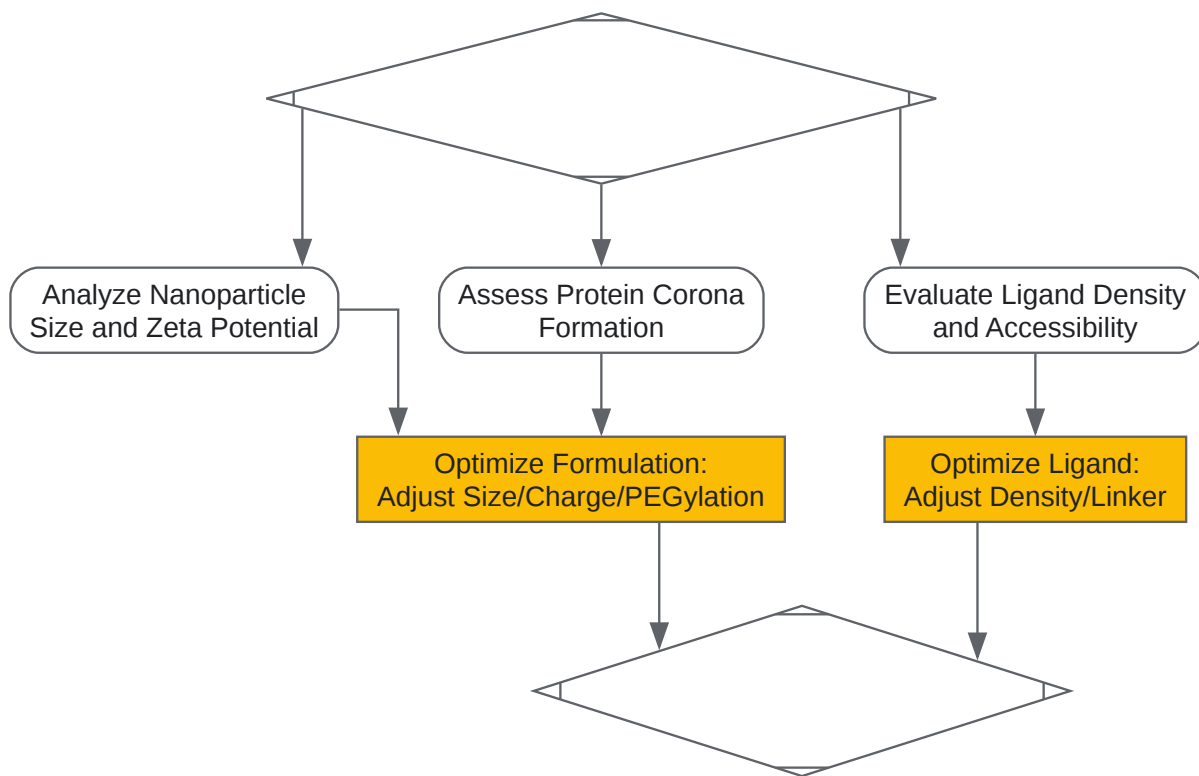 Analyze Nanoparticle
Size and Zeta Potential
Assess Protein Corona
Formation
Evaluate Ligand Density
and Accessibility
Optimize Formulation:
Adjust Size/Charge/PEGylation
Optimize Ligand:
Adjust Density/Linker